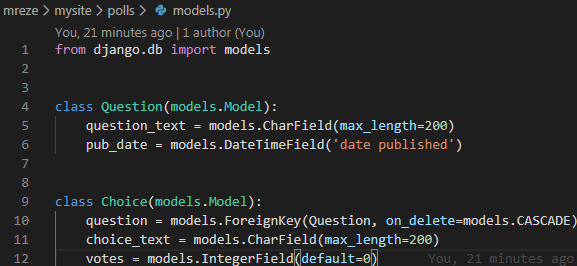 mreze > mysite > polls > models.py
You, 21 minutes ago | 1 author (You)
1 from django.db import models
2
3
4 class Question(models.Model):
5     question_text = models.CharField(max_length=200)
6     pub_date = models.DateTimeField('date published')
7
8
9 class Choice(models.Model):
10     question = models.ForeignKey(Question, on_delete=models.CASCADE)
11     choice_text = models.CharField(max_length=200)
12     votes = models.IntegerField(default=0) You, 21 minutes ago